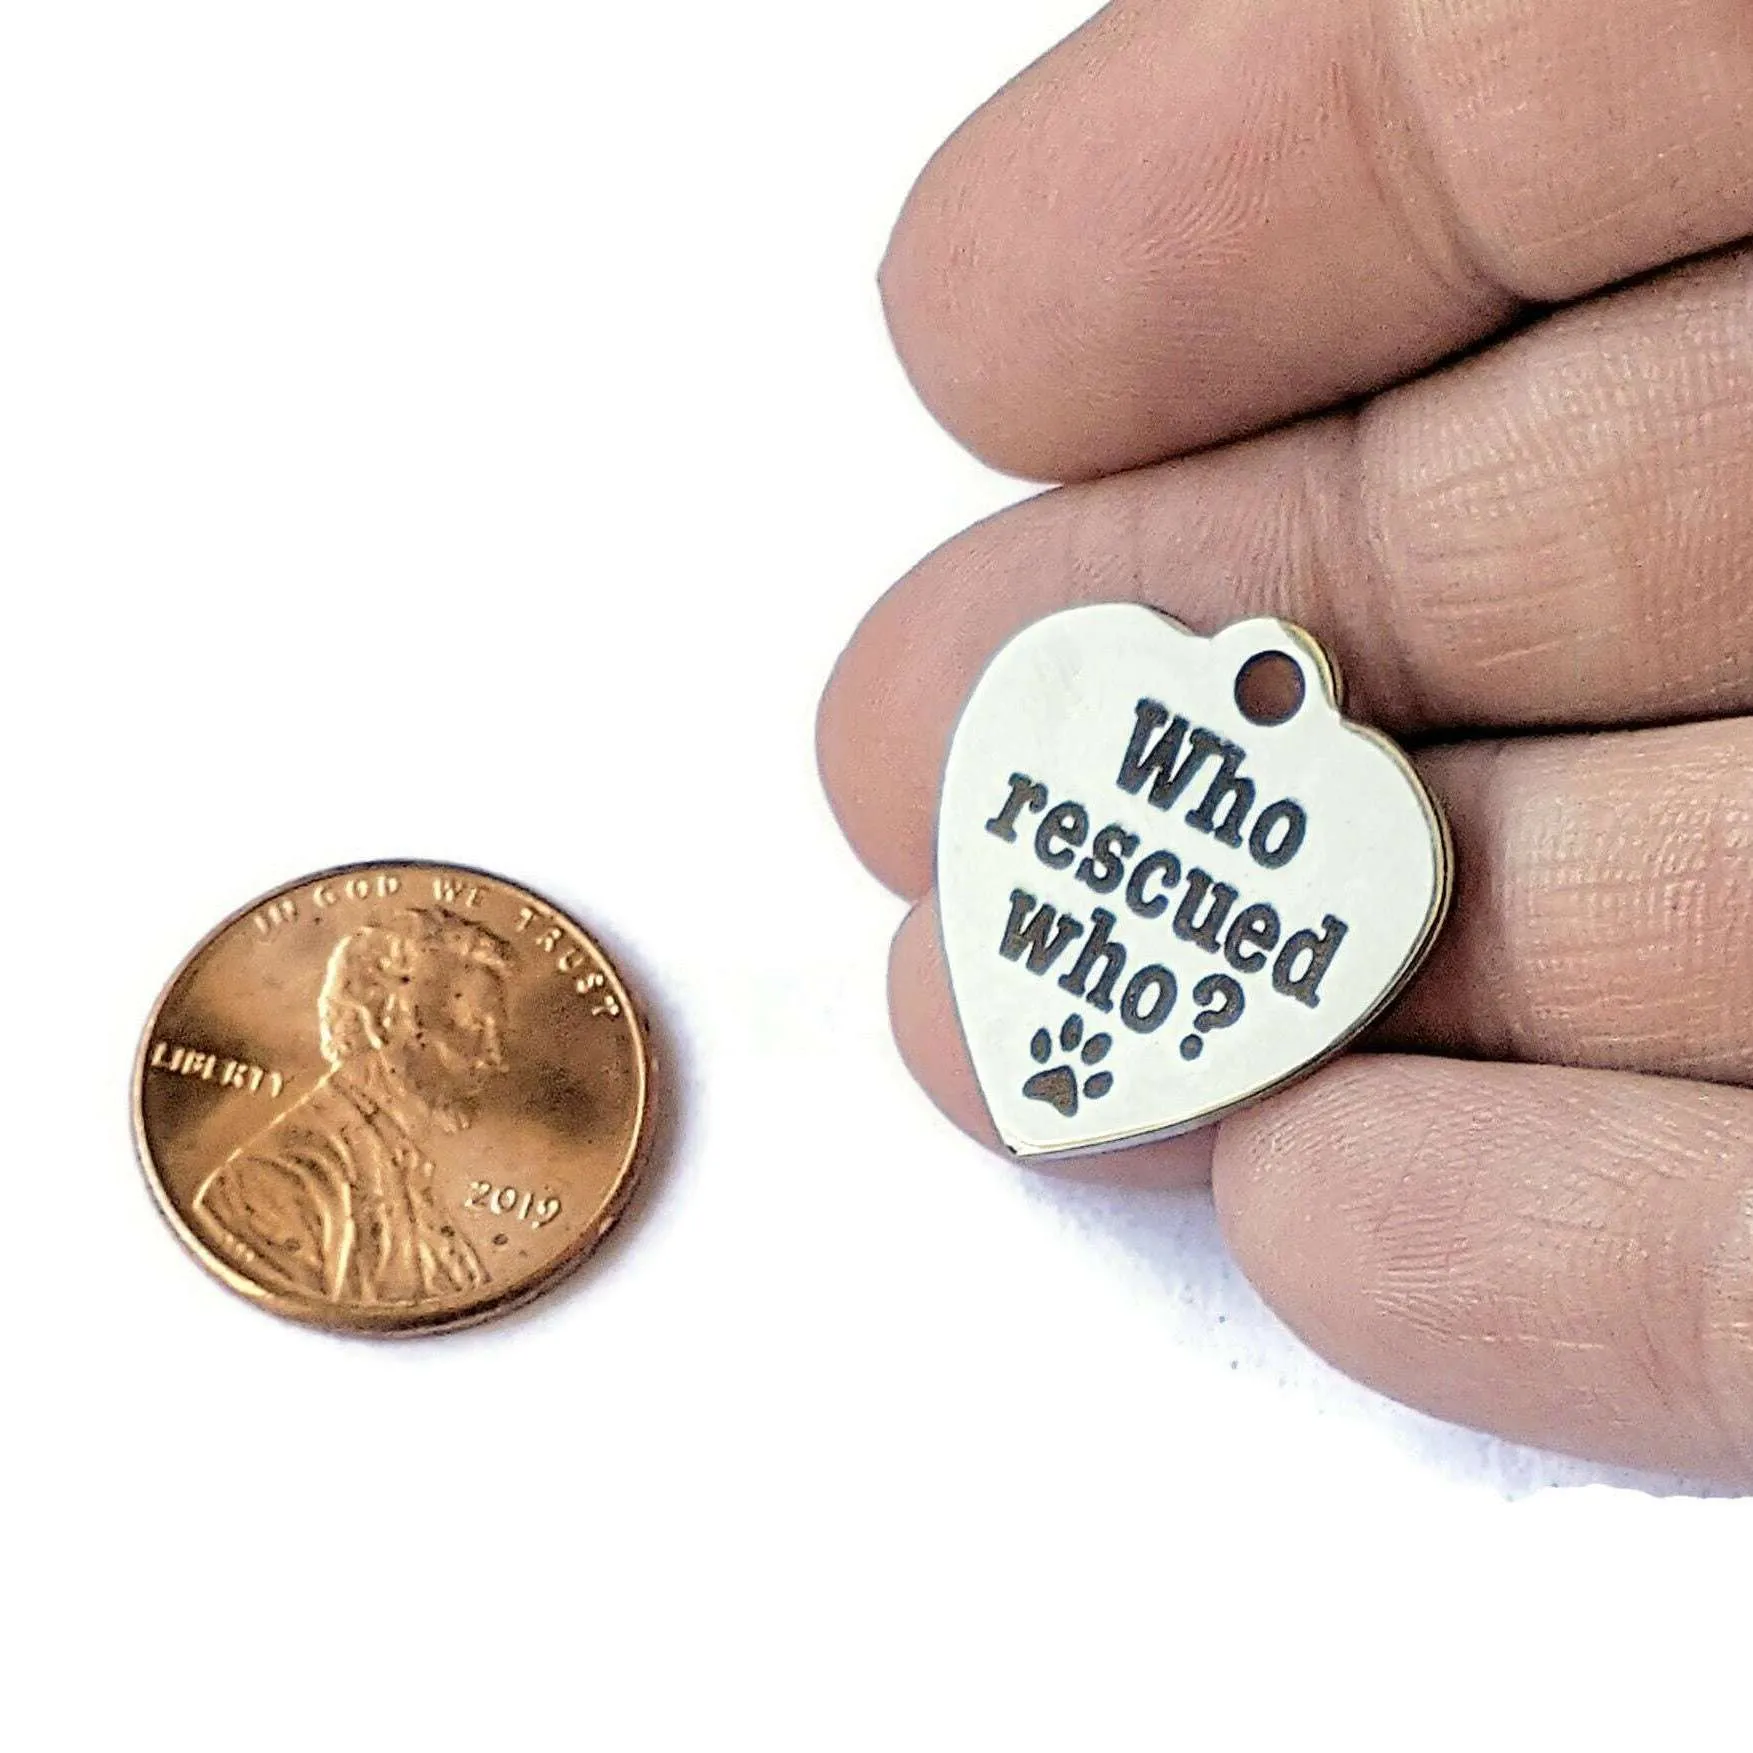 IN GOD WE TRUST
LIBERTY
2019
Who
rescued
who?